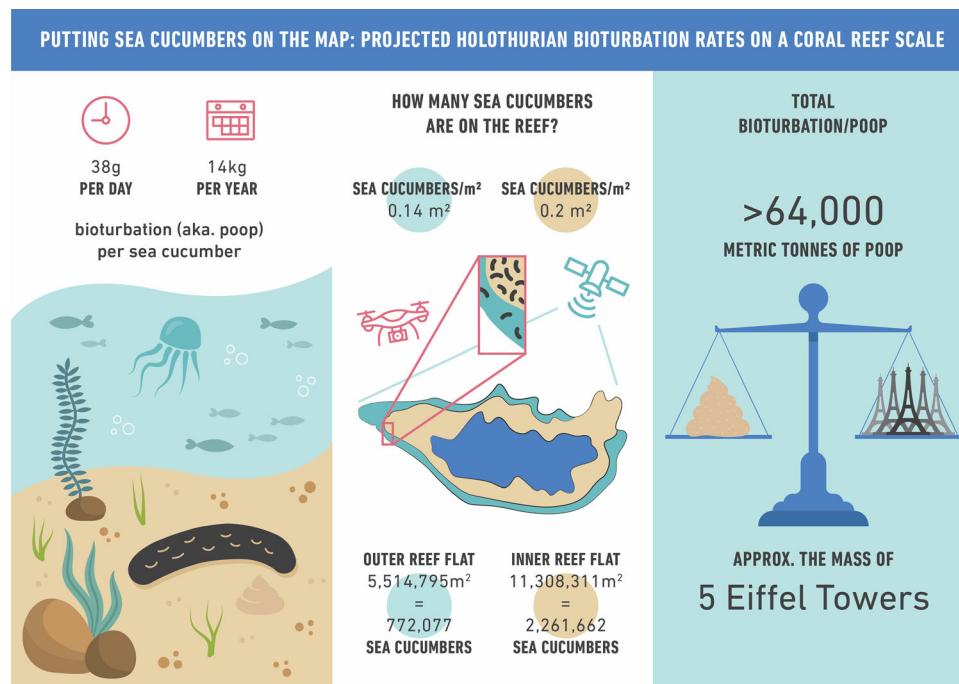 PUTTING SEA CUCUMBERS ON THE MAP: PROJECTED HOLOTHURIAN BIOTURBATION RATES ON A CORAL REEF SCALE
38g
PER DAY
14kg
PER YEAR
bioturbation (aka. poop)
per sea cucumber
HOW MANY SEA CUCUMBERS
ARE ON THE REEF?
SEA CUCUMBERS/m²
0.14 m²
SEA CUCUMBERS/m²
0.2 m²
OUTER REEF FLAT
5,514,795m²
=
772,077
SEA CUCUMBERS
INNER REEF FLAT
11,308,311m²
=
2,261,662
SEA CUCUMBERS
TOTAL
BIOTURBATION/POOP
>64,000
METRIC TONNES OF POOP
APPROX. THE MASS OF
5 Eiffel Towers